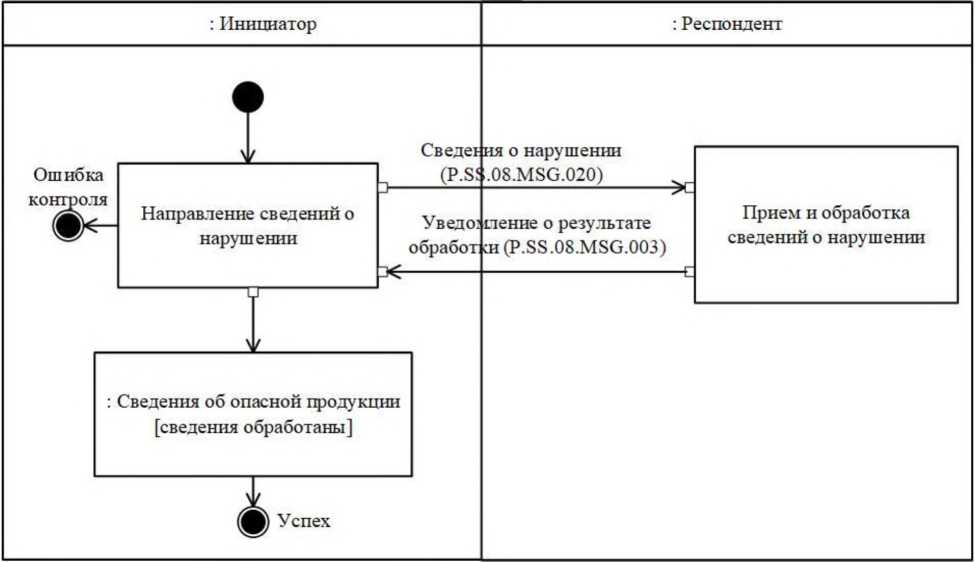 : Инициатор
: Респондент
Ошибка
контроля
Направление сведений о
нарушении
Сведения о нарушении
(P.SS.08.MSG.020)
Уведомление о результате
обработки (P.SS.08.MSG.003)
Прием и обработка
сведений о нарушении
: Сведения об опасной продукции
[сведения обработаны]
Успех